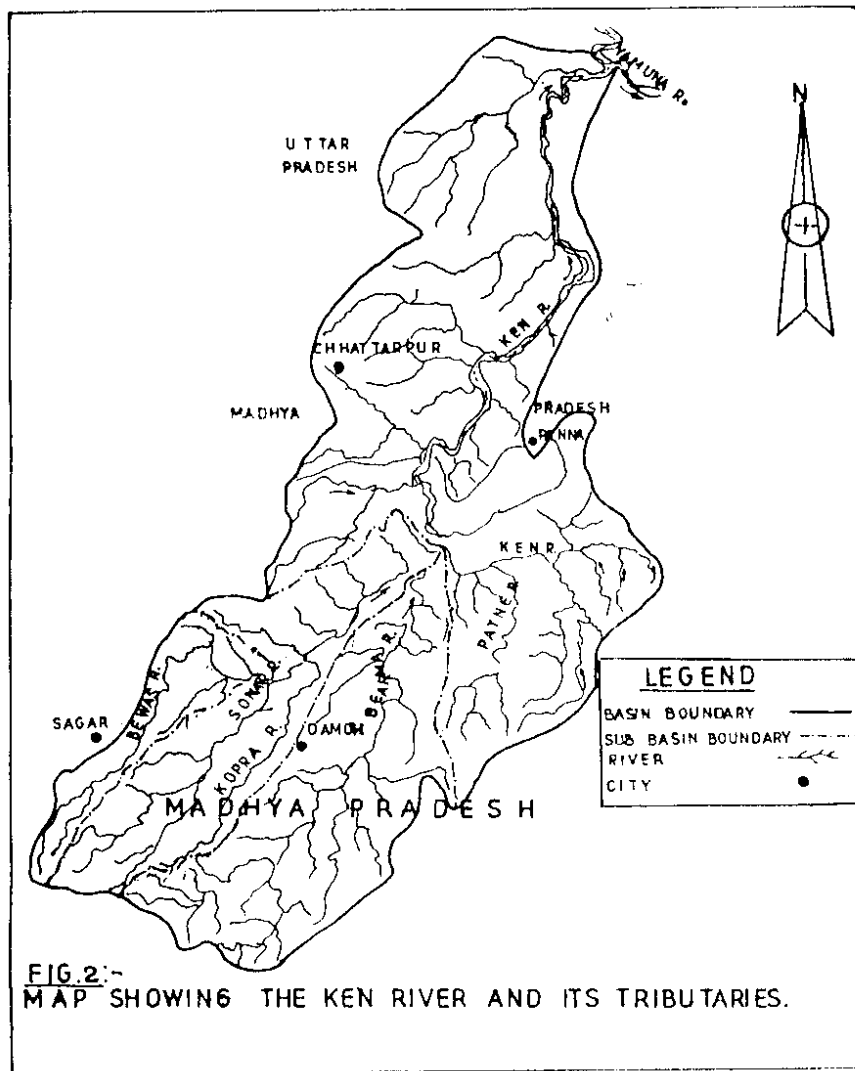 YAMUNA R.
N
UTTAR
PRADESH
KEN R.
CHHATTARPUR
MADHYA
PRADESH
PANNA
KEN R.
PATNE R.
BEARMA R.
SONAR R.
BEWAS R.
SAGAR
KOPRA R.
DAMOH
MADHYA PRADESH
LEGEND
BASIN BOUNDARY
SUB BASIN BOUNDARY
RIVER
CITY
FIG.2:-
MAP SHOWING THE KEN RIVER AND ITS TRIBUTARIES.